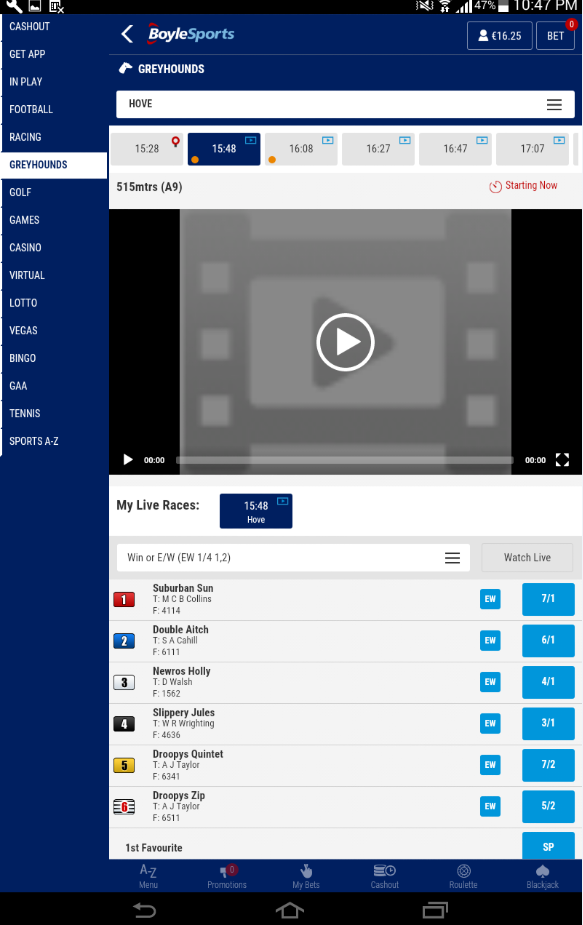 47% 10:47 PM
CASHOUT
GET APP
IN PLAY
FOOTBALL
RACING
GREYHOUNDS
GOLF
GAMES
CASINO
VIRTUAL
LOTTO
VEGAS
BINGO
GAA
TENNIS
SPORTS A-Z
BoyleSports
€16.25
BET
0
GREYHOUNDS
HOVE
15:28
15:48
16:08
16:27
16:47
17:07
515mtrs (A9)
Starting Now
00:00
00:00
My Live Races:
15:48
Hove
Win or E/W (EW 1/4 1,2)
Watch Live
1
Suburban Sun
T: M C B Collins
F: 4114
EW
7/1
2
Double Aitch
T: S A Cahill
F: 6111
EW
6/1
3
Newros Holly
T: D Walsh
F: 1562
EW
4/1
4
Slippery Jules
T: W R Wrighting
F: 4636
EW
3/1
5
Droopys Quintet
T: A J Taylor
F: 6341
EW
7/2
6
Droopys Zip
T: A J Taylor
F: 6511
EW
5/2
1st Favourite
SP
A-Z
Menu
0
Promotions
My Bets
Cashout
Roulette
Blackjack